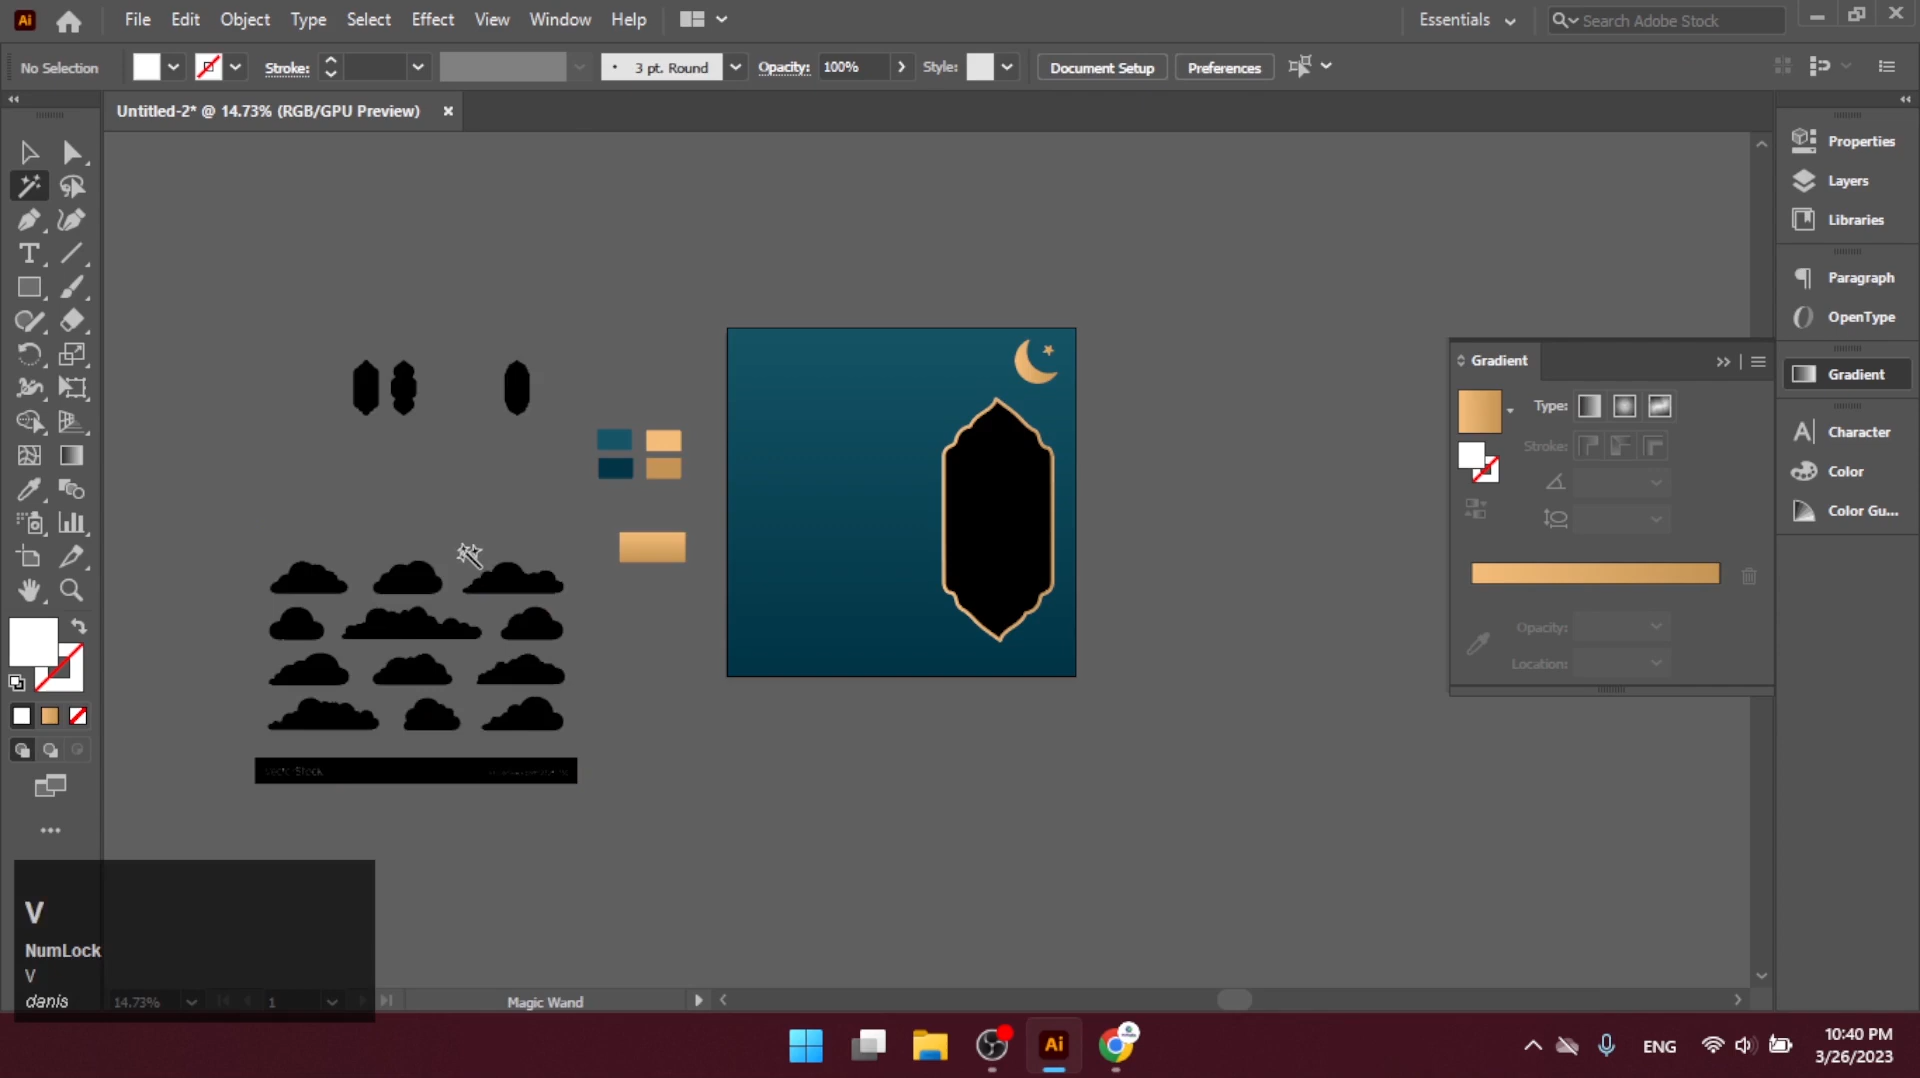 Ai File Edit Object Type Select Effect View Window Help Essentials Search Adobe Stock
No Selection Stroke: 3 pt. Round Opacity: 100% Style: Document Setup Preferences
Untitled-2* @ 14.73% (RGB/GPU Preview)
Properties
Layers
Libraries
Paragraph
OpenType
Gradient
Character
Color
Color Gu...
Gradient
Type:
Stroke:
Opacity:
Location:
VectorStock
V
NumLock
V
danis
14.73% 1 Magic Wand
Ai ENG 10:40 PM
3/26/2023